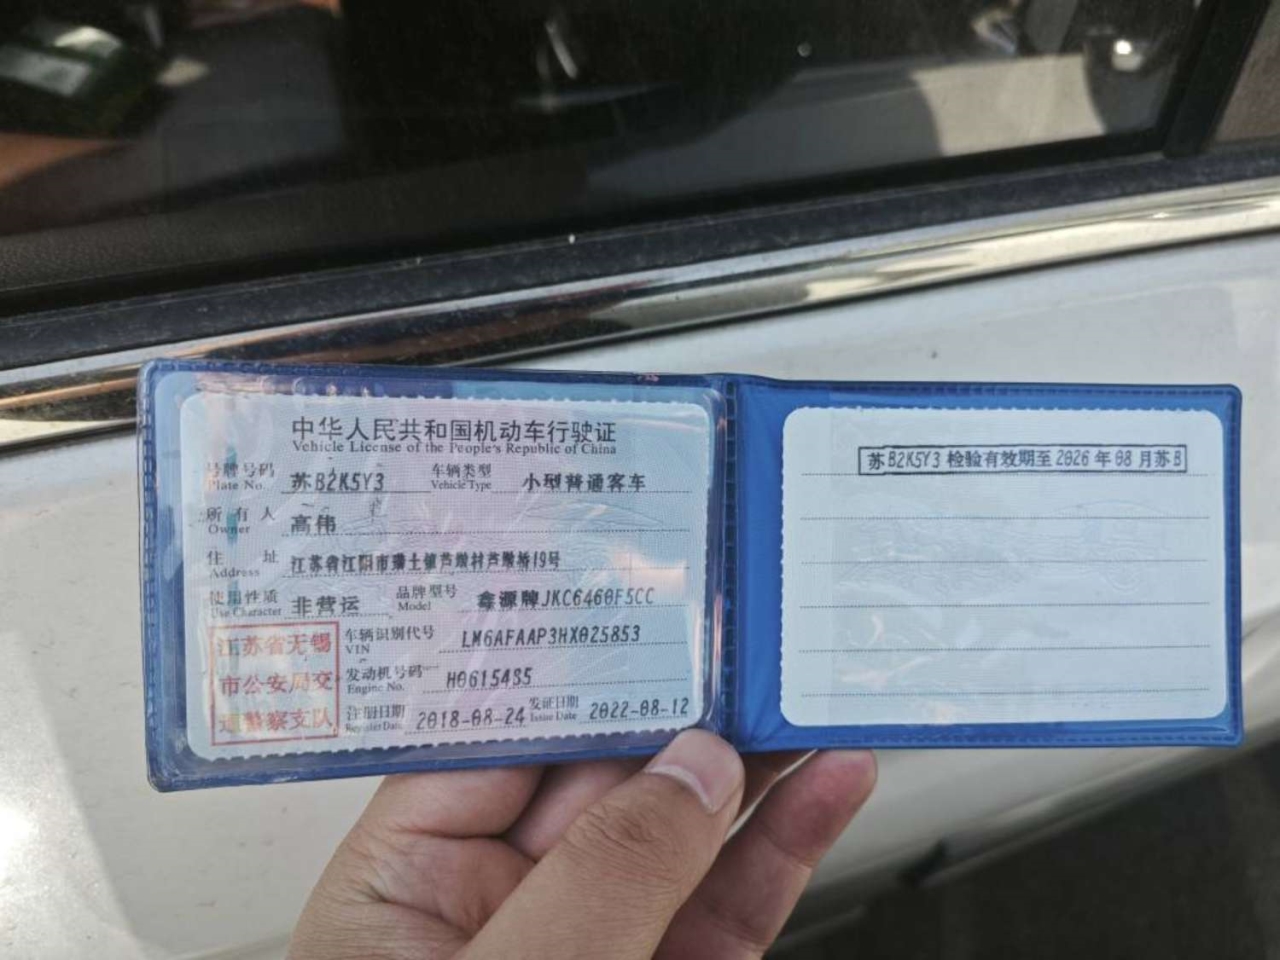 中华人民共和国机动车行驶证
Vehicle License of the People's Republic of China
号牌号码 苏B2K5Y3 车辆类型 小型普通客车
Plate No. Vehicle Type
所有人 高伟
Owner
住址 江苏省江阴市璜土镇芦墩村芦墩桥19号
Address
使用性质 非营运 品牌型号 鑫源牌JKC6460F5CC
Use Character Model
江苏省无锡
市公安局交
通警察支队
车辆识别代号 LM6AFAAP3HX025853
VIN
发动机号码 H0615485
Engine No.
注册日期 2018-08-24 发证日期 2022-08-12
Register Date Issue Date
苏B2K5Y3 检验有效期至 2026 年 08 月苏B